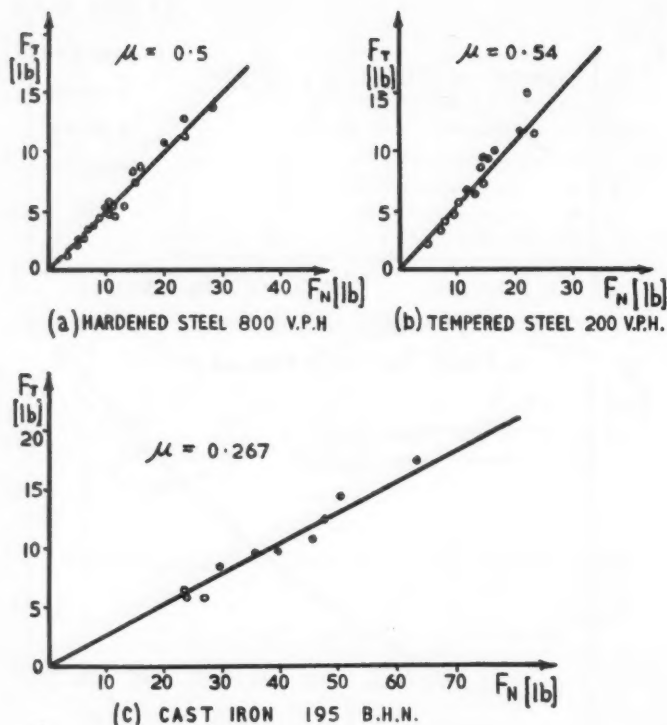 F_T
[lb]
μ = 0·5
15
10
5
0
10 20 30 40
F_N [lb]
(a) HARDENED STEEL 800 V.P.H
F_T
[lb]
μ = 0·54
15
10
5
0
10 20 30
F_N [lb]
(b) TEMPERED STEEL 200 V.P.H.
F_T
[lb]
μ = 0·267
20
15
10
5
0
10 20 30 40 50 60 70
F_N [lb]
(c) CAST IRON 195 B.H.N.